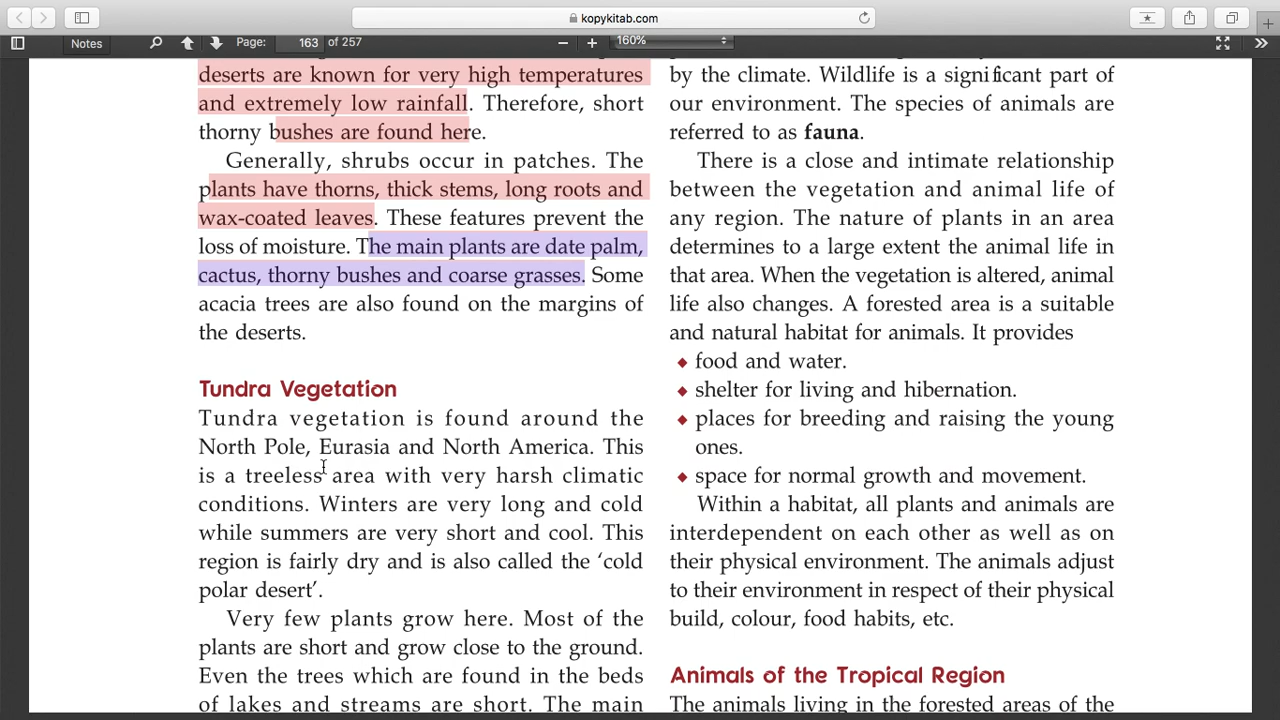 kopykitab.com
Notes
Page:
163
of 257
160%
deserts are known for very high temperatures
and extremely low rainfall. Therefore, short
thorny bushes are found here.
Generally, shrubs occur in patches. The
plants have thorns, thick stems, long roots and
wax-coated leaves. These features prevent the
loss of moisture. The main plants are date palm,
cactus, thorny bushes and coarse grasses. Some
acacia trees are also found on the margins of
the deserts.
Tundra Vegetation
Tundra vegetation is found around the
North Pole, Eurasia and North America. This
is a treeless area with very harsh climatic
conditions. Winters are very long and cold
while summers are very short and cool. This
region is fairly dry and is also called the ‘cold
polar desert’.
Very few plants grow here. Most of the
plants are short and grow close to the ground.
Even the trees which are found in the beds
of lakes and streams are short. The main
by the climate. Wildlife is a significant part of
our environment. The species of animals are
referred to as fauna.
There is a close and intimate relationship
between the vegetation and animal life of
any region. The nature of plants in an area
determines to a large extent the animal life in
that area. When the vegetation is altered, animal
life also changes. A forested area is a suitable
and natural habitat for animals. It provides
◆ food and water.
◆ shelter for living and hibernation.
◆ places for breeding and raising the young
ones.
◆ space for normal growth and movement.
Within a habitat, all plants and animals are
interdependent on each other as well as on
their physical environment. The animals adjust
to their environment in respect of their physical
build, colour, food habits, etc.
Animals of the Tropical Region
The animals living in the forested areas of the